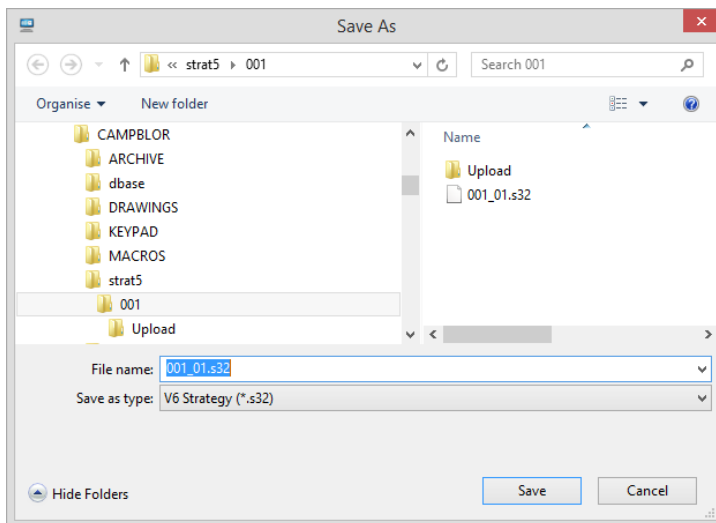 Save As
« strat5 001
Search 001
Organise New folder
CAMPBLOR
ARCHIVE
dbase
DRAWINGS
KEYPAD
MACROS
strat5
001
Upload
Name
Upload
001_01.s32
File name: 001_01.s32
Save as type: V6 Strategy (*.s32)
Hide Folders
Save
Cancel